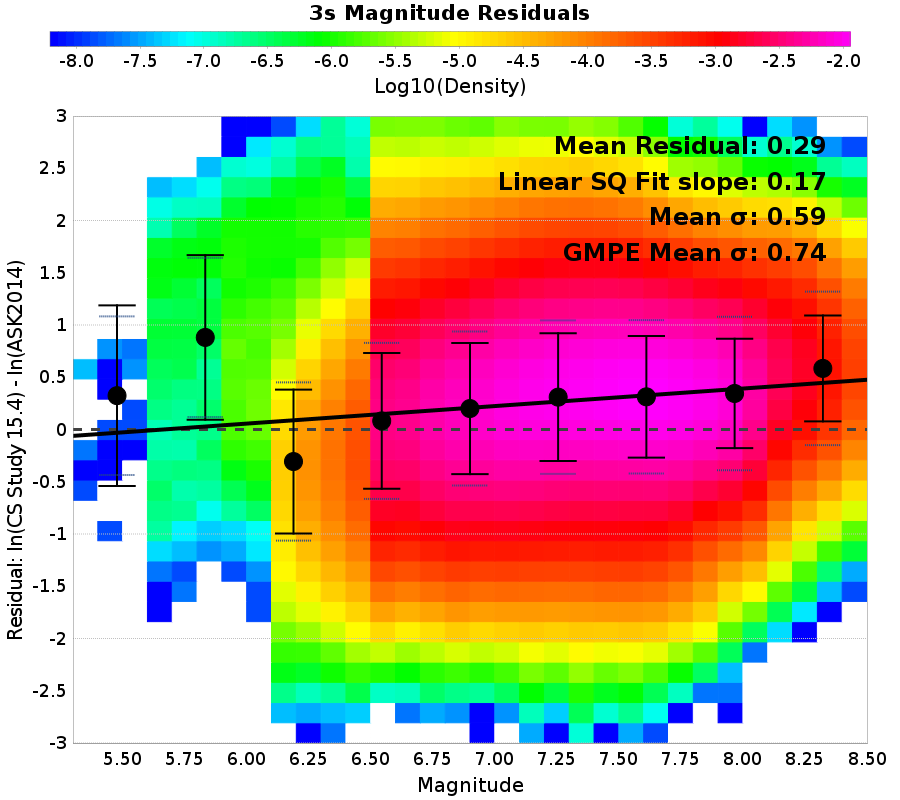 3s Magnitude Residuals
-8.0 -7.5 -7.0 -6.5 -6.0 -5.5 -5.0 -4.5 -4.0 -3.5 -3.0 -2.5 -2.0
Log10(Density)
Mean Residual: 0.29
Linear SQ Fit slope: 0.17
Mean σ: 0.59
GMPE Mean σ: 0.74
Residual: ln(CS Study 15.4) - ln(ASK2014)
3
2.5
2
1.5
1
0.5
0
-0.5
-1
-1.5
-2
-2.5
-3
5.50 5.75 6.00 6.25 6.50 6.75 7.00 7.25 7.50 7.75 8.00 8.25 8.50
Magnitude